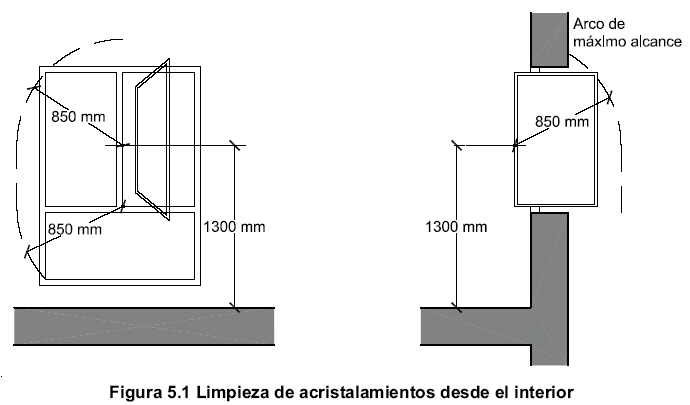 Arco de
máxImo alcance
850 mm
850 mm
850 mm
1300 mm
1300 mm
Figura 5.1 Limpieza de acristalamientos desde el interior